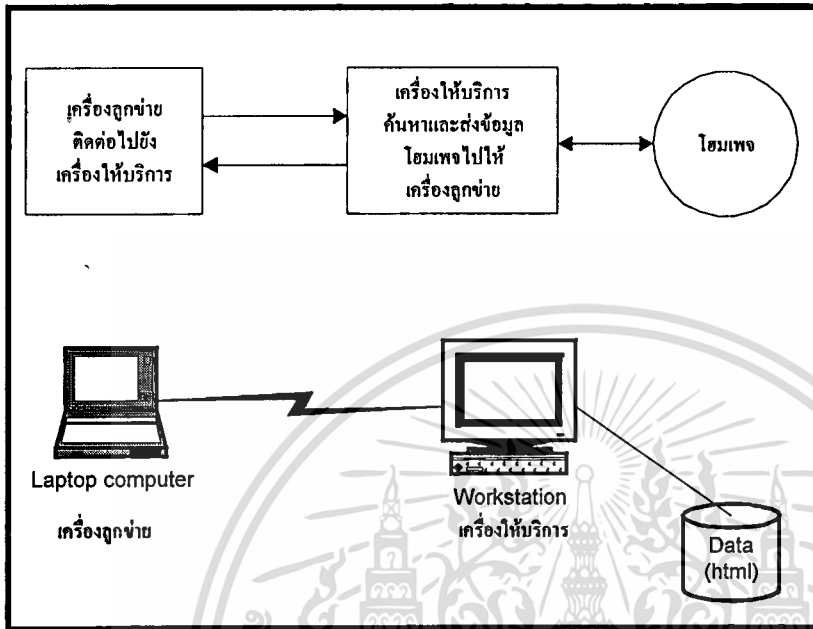 เครื่องลูกข่าย
ติดต่อไปยัง
เครื่องให้บริการ
เครื่องให้บริการ
ค้นหาและส่งข้อมูล
โฮมเพจไปให้
เครื่องลูกข่าย
โฮมเพจ
Laptop computer
เครื่องลูกข่าย
Workstation
เครื่องให้บริการ
Data
(html)